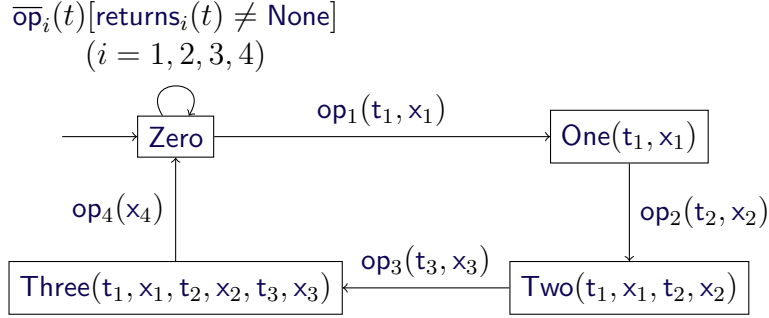 op̅ᵢ(t)[returnsᵢ(t) ≠ None]
(i = 1, 2, 3, 4)
op₁(t₁, x₁)
Zero
One(t₁, x₁)
op₄(x₄)
op₂(t₂, x₂)
op₃(t₃, x₃)
Three(t₁, x₁, t₂, x₂, t₃, x₃)
Two(t₁, x₁, t₂, x₂)